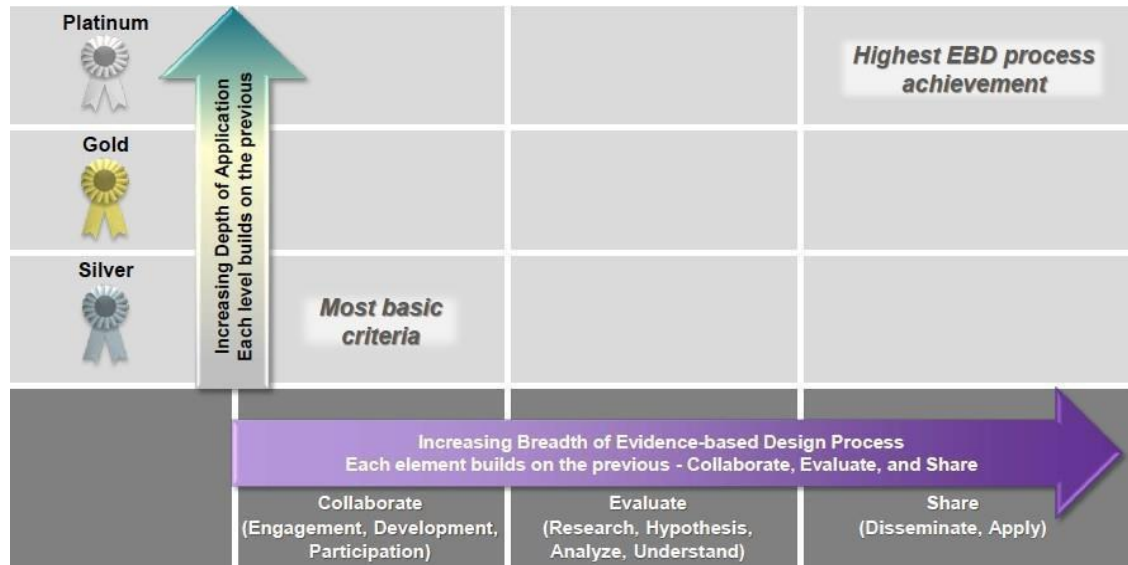 Platinum
Highest EBD process
achievement
Gold
Silver
Most basic
criteria
Increasing Depth of Application
Each level builds on the previous
Increasing Breadth of Evidence-based Design Process
Each element builds on the previous - Collaborate, Evaluate, and Share
Collaborate
(Engagement, Development,
Participation)
Evaluate
(Research, Hypothesis,
Analyze, Understand)
Share
(Disseminate, Apply)